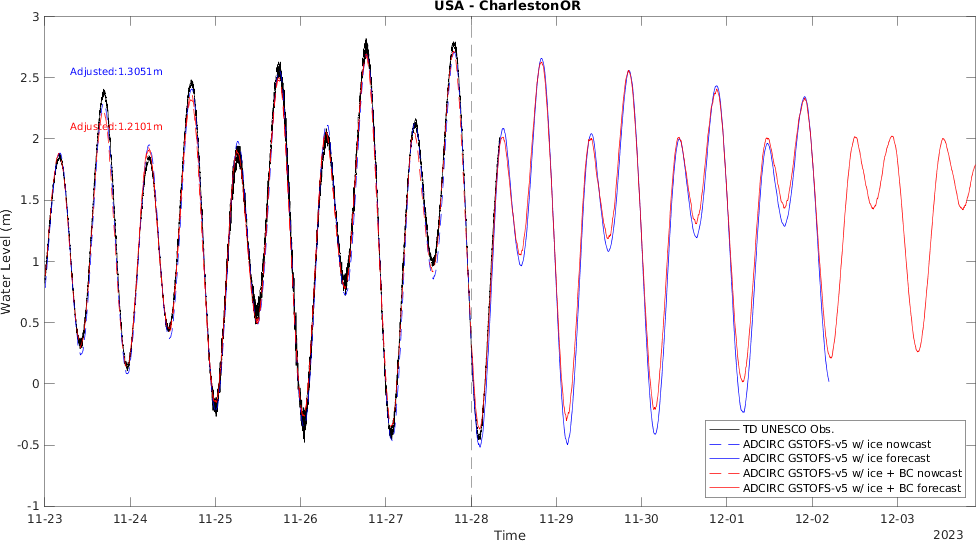 USA - CharlestonOR
3
2.5
2
1.5
1
0.5
0
-0.5
-1
Water Level (m)
Adjusted:1.3051m
Adjusted:1.2101m
TD UNESCO Obs.
ADCIRC GSTOFS-v5 w/ ice nowcast
ADCIRC GSTOFS-v5 w/ ice forecast
ADCIRC GSTOFS-v5 w/ ice + BC nowcast
ADCIRC GSTOFS-v5 w/ ice + BC forecast
11-23 11-24 11-25 11-26 11-27 11-28 11-29 11-30 12-01 12-02 12-03
Time
2023